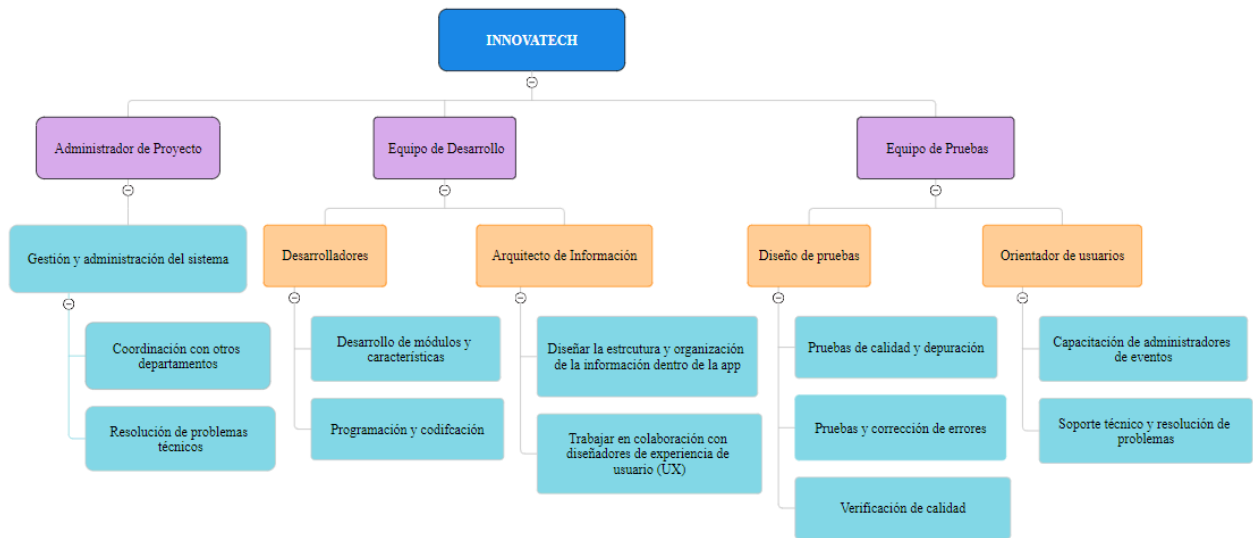 INNOVATECH
Administrador de Proyecto
Equipo de Desarrollo
Equipo de Pruebas
Gestión y administración del sistema
Desarrolladores
Arquitecto de Información
Diseño de pruebas
Orientador de usuarios
Coordinación con otros
departamentos
Resolución de problemas
técnicos
Desarrollo de módulos y
características
Programación y codifcación
Diseñar la estrcutura y organización
de la información dentro de la app
Trabajar en colaboración con
diseñadores de experiencia de
usuario (UX)
Pruebas de calidad y depuración
Pruebas y corrección de errores
Verificación de calidad
Capacitación de administradores
de eventos
Soporte técnico y resolución de
problemas